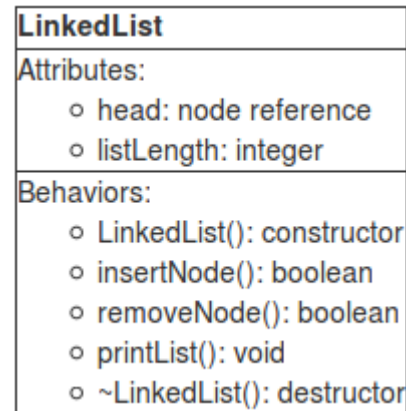 LinkedList
Attributes:
head: node reference
listLength: integer
Behaviors:
LinkedList(): constructor
insertNode(): boolean
removeNode(): boolean
printList(): void
~LinkedList(): destructor